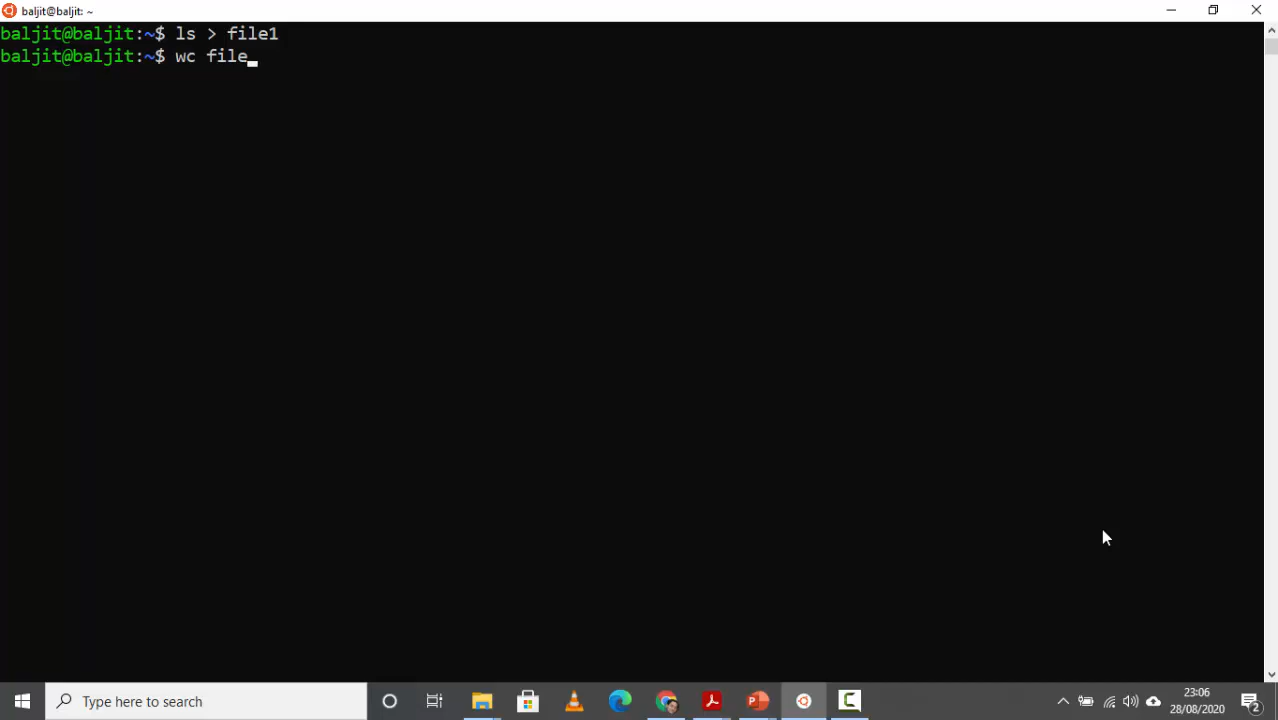 baljit@baljit: ~
baljit@baljit:~$ ls > file1
baljit@baljit:~$ wc file
Type here to search
23:06
28/08/2020
2